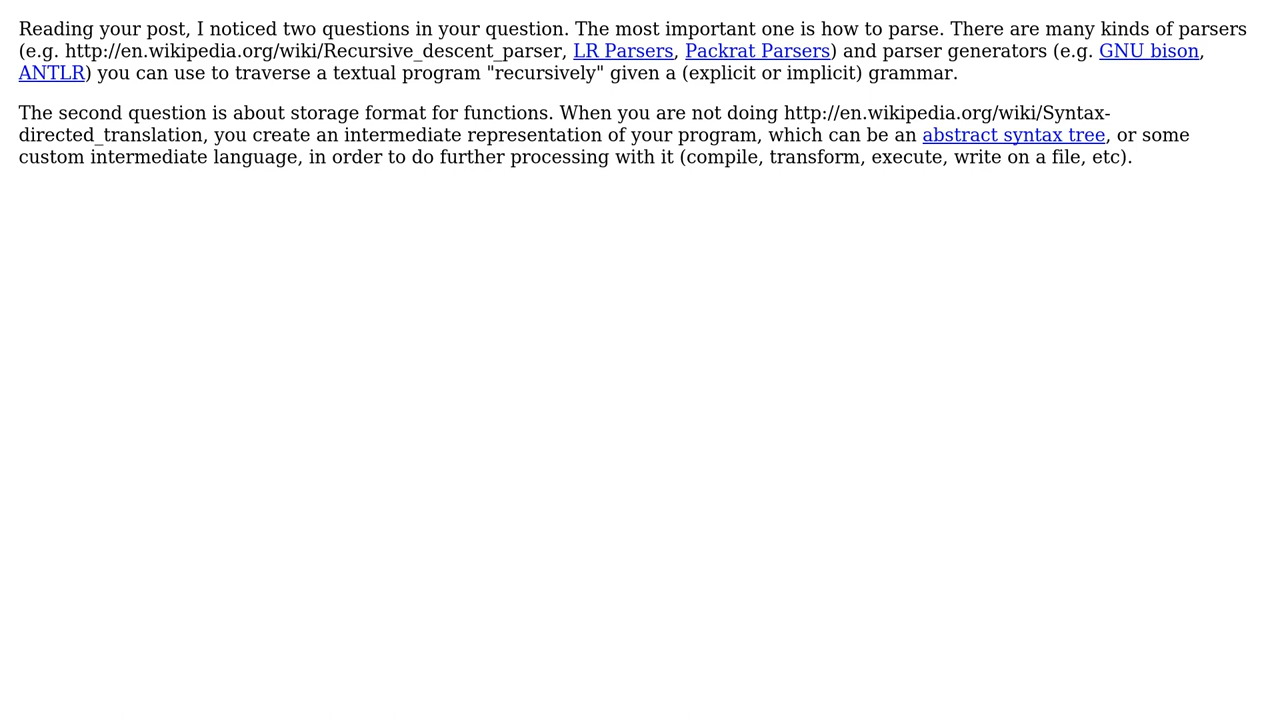 Reading your post, I noticed two questions in your question. The most important one is how to parse. There are many kinds of parsers
(e.g. http://en.wikipedia.org/wiki/Recursive_descent_parser, LR Parsers, Packrat Parsers) and parser generators (e.g. GNU bison,
ANTLR) you can use to traverse a textual program "recursively" given a (explicit or implicit) grammar.
The second question is about storage format for functions. When you are not doing http://en.wikipedia.org/wiki/Syntax-
directed_translation, you create an intermediate representation of your program, which can be an abstract syntax tree, or some
custom intermediate language, in order to do further processing with it (compile, transform, execute, write on a file, etc).